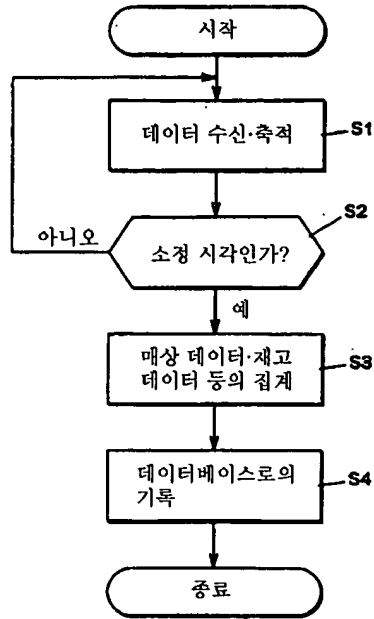 시작
데이터 수신·축적
S1
S2
아니오
소정 시각인가?
예
매상 데이터·재고
데이터 등의 집계
S3
데이터베이스로의
기록
S4
종료